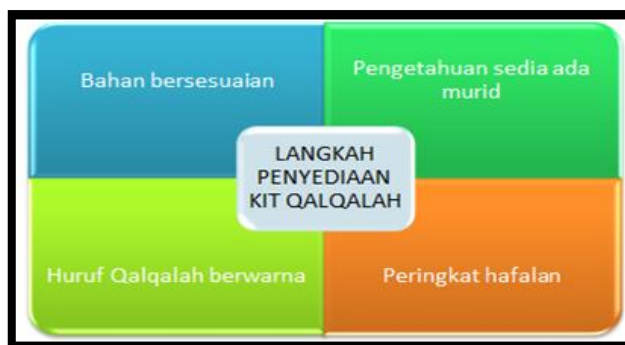 Bahan bersesuaian
Pengetahuan sedia ada
murid
LANGKAH
PENYEDIAAN
KIT QALQALAH
Huruf Qalqalah berwarna
Peringkat hafalan